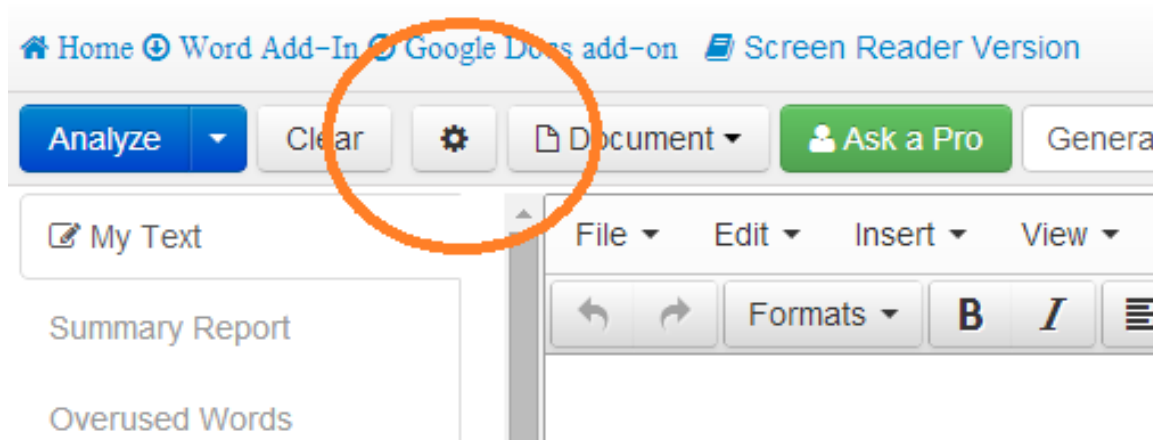 Home Word Add-In Google Docs add-on Screen Reader Version
Analyze Clear Document Ask a Pro Genera
My Text File Edit Insert View
Summary Report Formats B I
Overused Words